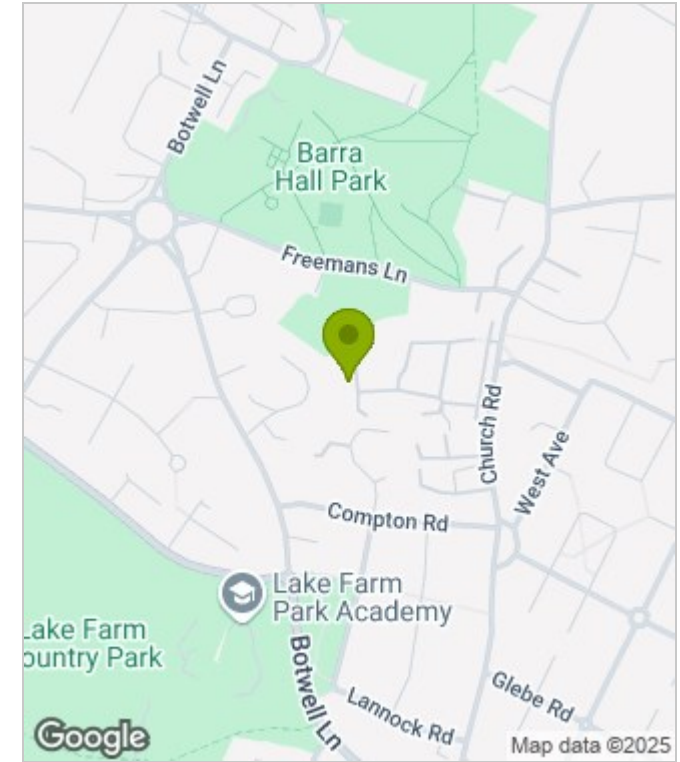 Botwell Ln
Barra
Hall Park
Freemans Ln
Church Rd
West Ave
Compton Rd
Lake Farm
Park Academy
Lake Farm
ountry Park
Botwell Ln
Glebe Rd
Lannock Rd
Google
Map data ©2025